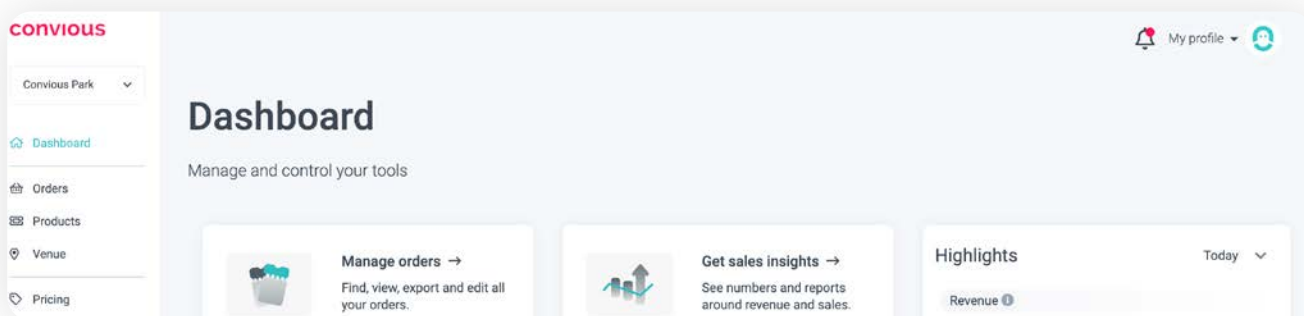 convious
My profile
Convious Park
Dashboard
Dashboard
Manage and control your tools
Orders
Products
Venue
Pricing
Manage orders →
Find, view, export and edit all
your orders.
Get sales insights →
See numbers and reports
around revenue and sales.
Highlights
Today
Revenue